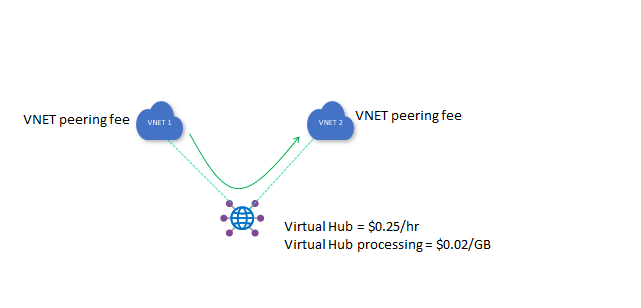 VNET peering fee
VNET 1
VNET 2
VNET peering fee
Virtual Hub = $0.25/hr
Virtual Hub processing = $0.02/GB